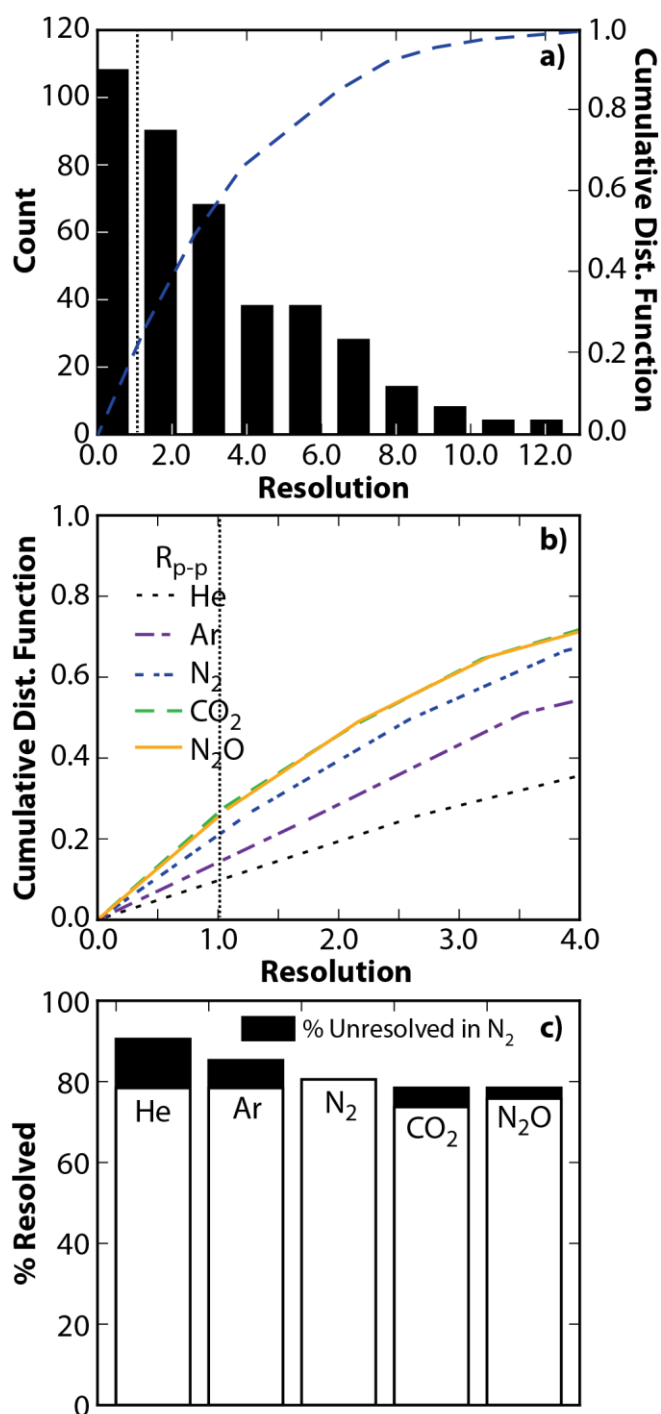 a)
120
100
80
60
40
20
0
Count
1.0
0.8
0.6
0.4
0.2
0.0
Cumulative Dist. Function
0.0 2.0 4.0 6.0 8.0 10.0 12.0
Resolution
b)
1.0
0.8
0.6
0.4
0.2
0.0
Cumulative Dist. Function
Rp-p
He
Ar
N2
CO2
N2O
0.0 1.0 2.0 3.0 4.0
Resolution
c)
100
80
60
40
20
0
% Resolved
% Unresolved in N2
He Ar N2 CO2 N2O